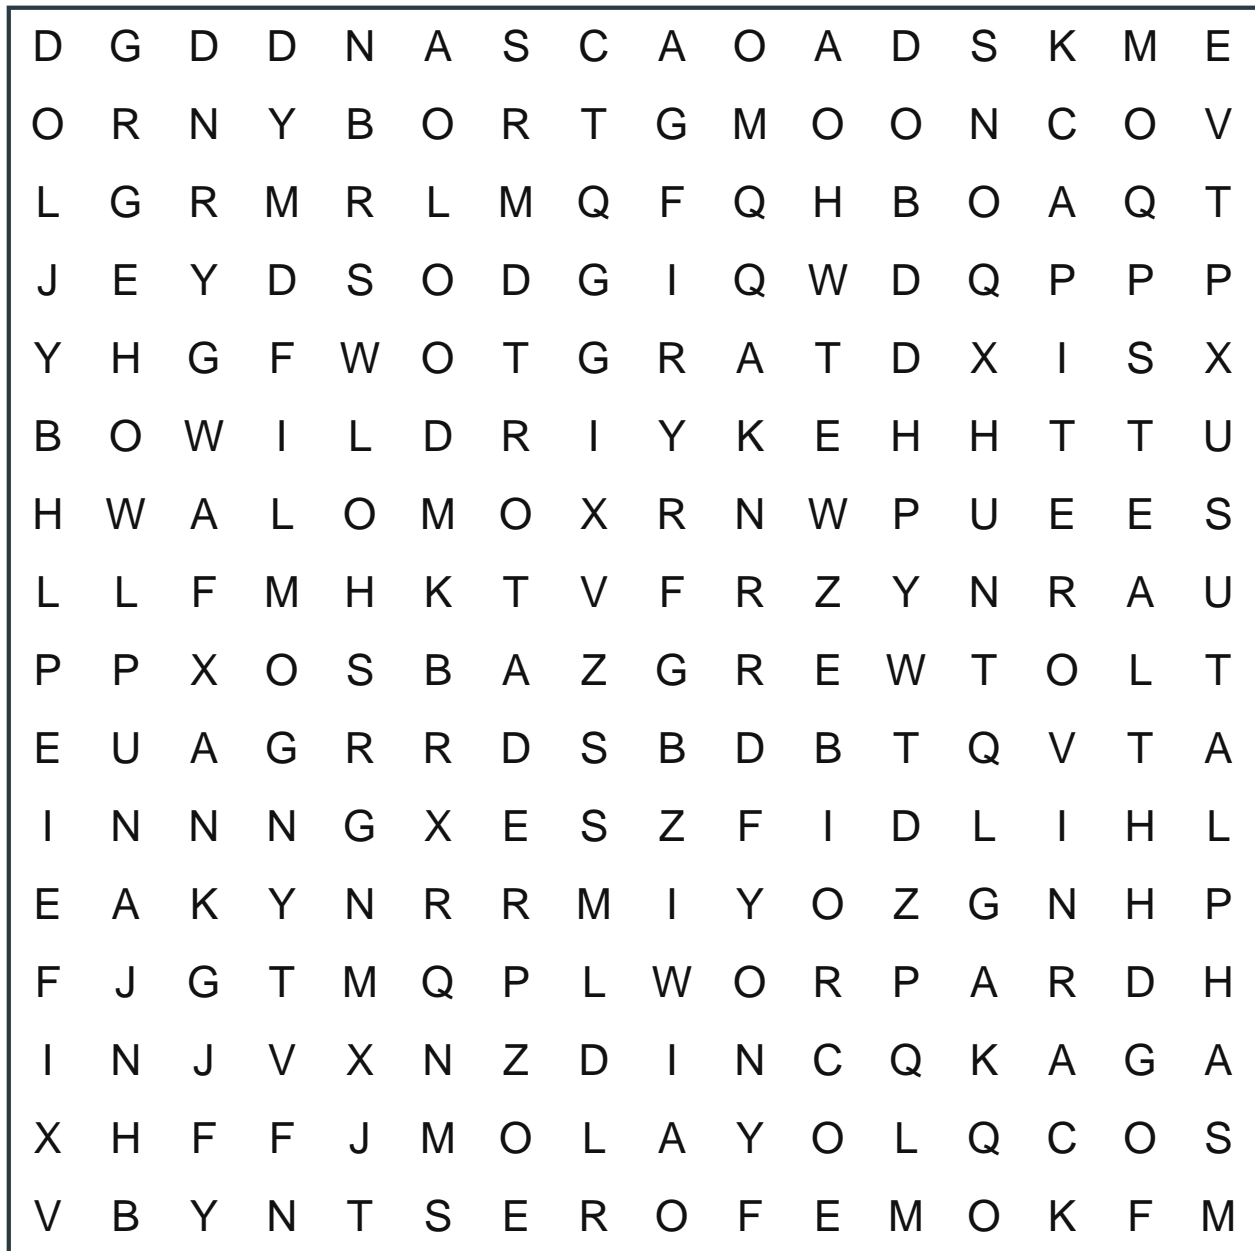 D G D D N A S C A O A D S K M E
O R N Y B O R T G M O O N C O V
L G R M R L M Q F Q H B O A Q T
J E Y D S O D G I Q W D Q P P P
Y H G F W O T G R A T D X I S X
B O W I L D R I Y K E H H T T U
H W A L O M O X R N W P U E E S
L L F M H K T V F R Z Y N R A U
P P X O S B A Z G R E W T O L T
E U A G R R D S B D B T Q V T A
I N N N G X E S Z F I D L I H L
E A K Y N R R M I Y O Z G N H P
F J G T M Q P L W O R P A R D H
I N J V X N Z D I N C Q K A G A
X H F F J M O L A Y O L Q C O S
V B Y N T S E R O F E M O K F M